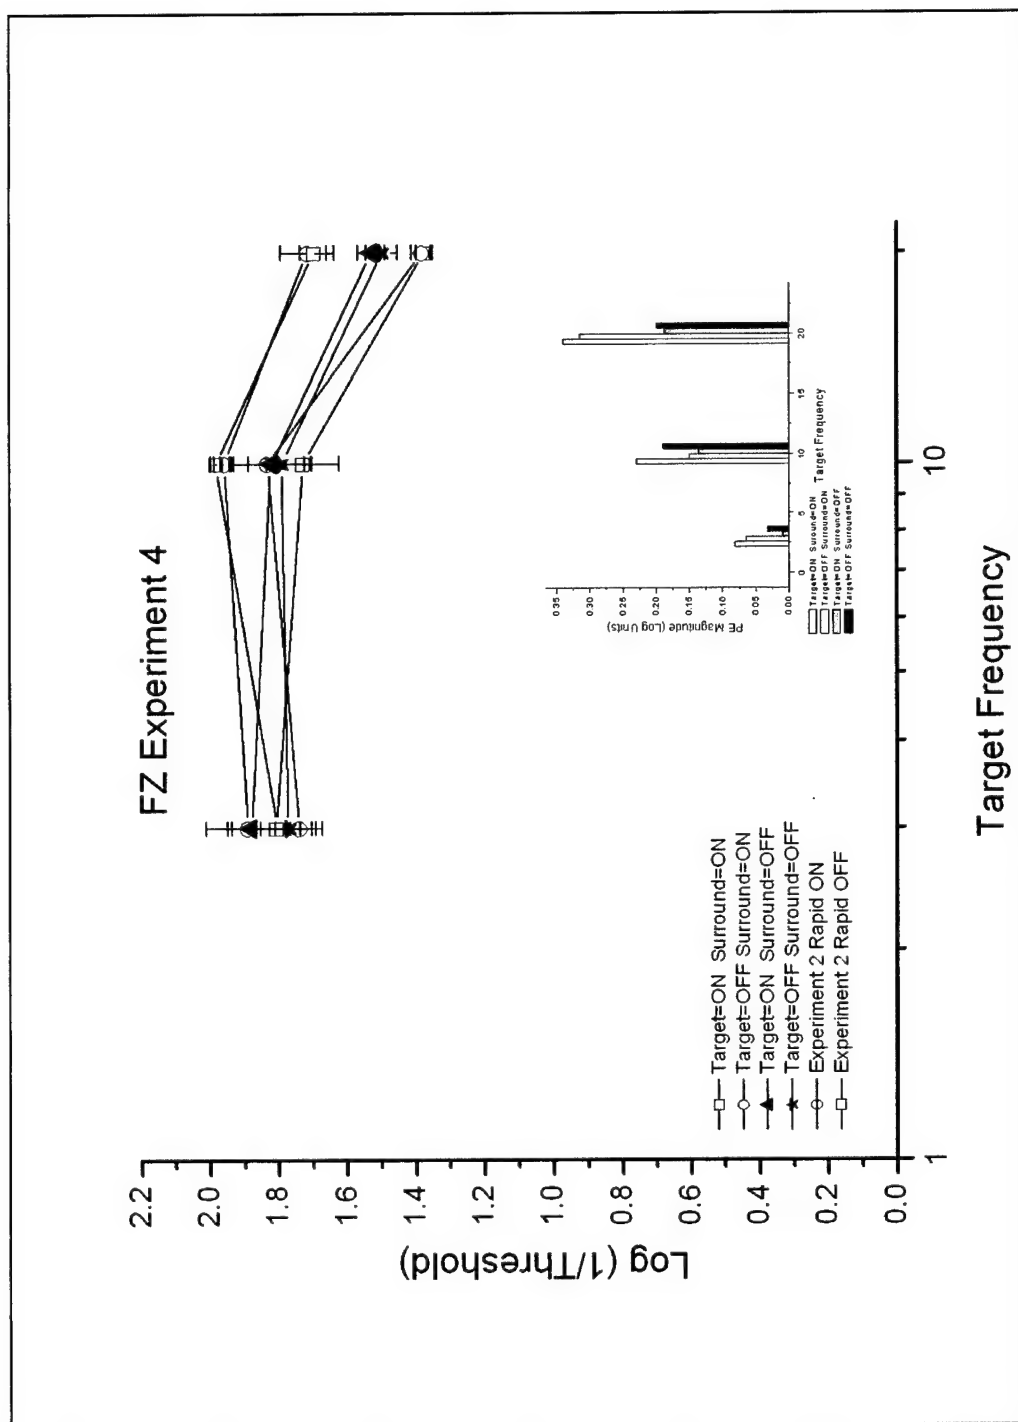 FZ Experiment 4
Log (1/Threshold)
2.2
2.0
1.8
1.6
1.4
1.2
1.0
0.8
0.6
0.4
0.2
0.0
1
10
Target Frequency
Target=ON Surround=ON
Target=OFF Surround=ON
Target=ON Surround=OFF
Target=OFF Surround=OFF
Experiment 2 Rapid ON
Experiment 2 Rapid OFF
PE Magnitude (Log Units)
0.35
0.30
0.25
0.20
0.15
0.10
0.05
0.00
0
5
10
15
20
Target Frequency
Target=ON Surround=ON
Target=OFF Surround=ON
Target=ON Surround=OFF
Target=OFF Surround=OFF